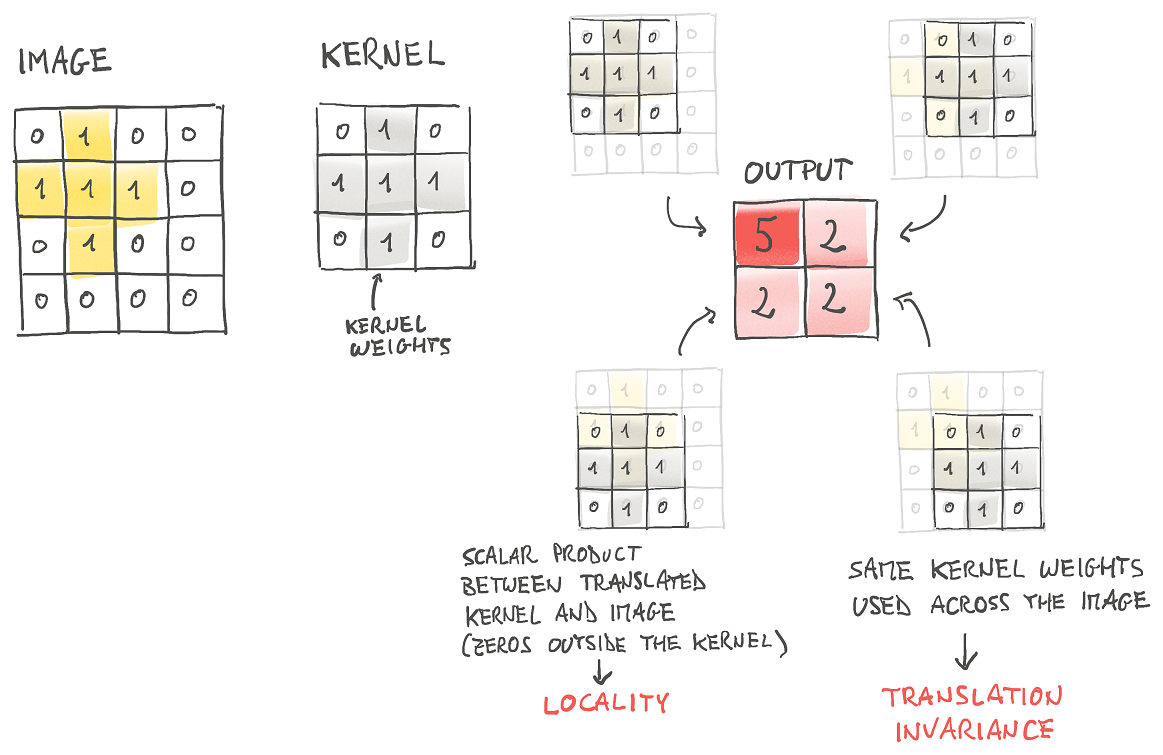 IMAGE
0 1 0 0
1 1 1 0
0 1 0 0
0 0 0 0
KERNEL
0 1 0
1 1 1
0 1 0
KERNEL
WEIGHTS
0 1 0 0
1 1 1 0
0 1 0 0
0 0 0 0
0 0 1 0
1 1 1 1
0 0 1 0
0 0 0 0
OUTPUT
5 2
2 2
0 1 0 0
0 1 0 0
1 1 1 0
0 1 0 0
0 1 0 0
1 0 1 0
0 1 1 1
0 0 1 0
SCALAR PRODUCT
BETWEEN TRANSLATED
KERNEL AND IMAGE
(ZEROS OUTSIDE THE KERNEL)
LOCALITY
SAME KERNEL WEIGHTS
USED ACROSS THE IMAGE
TRANSLATION
INVARIANCE